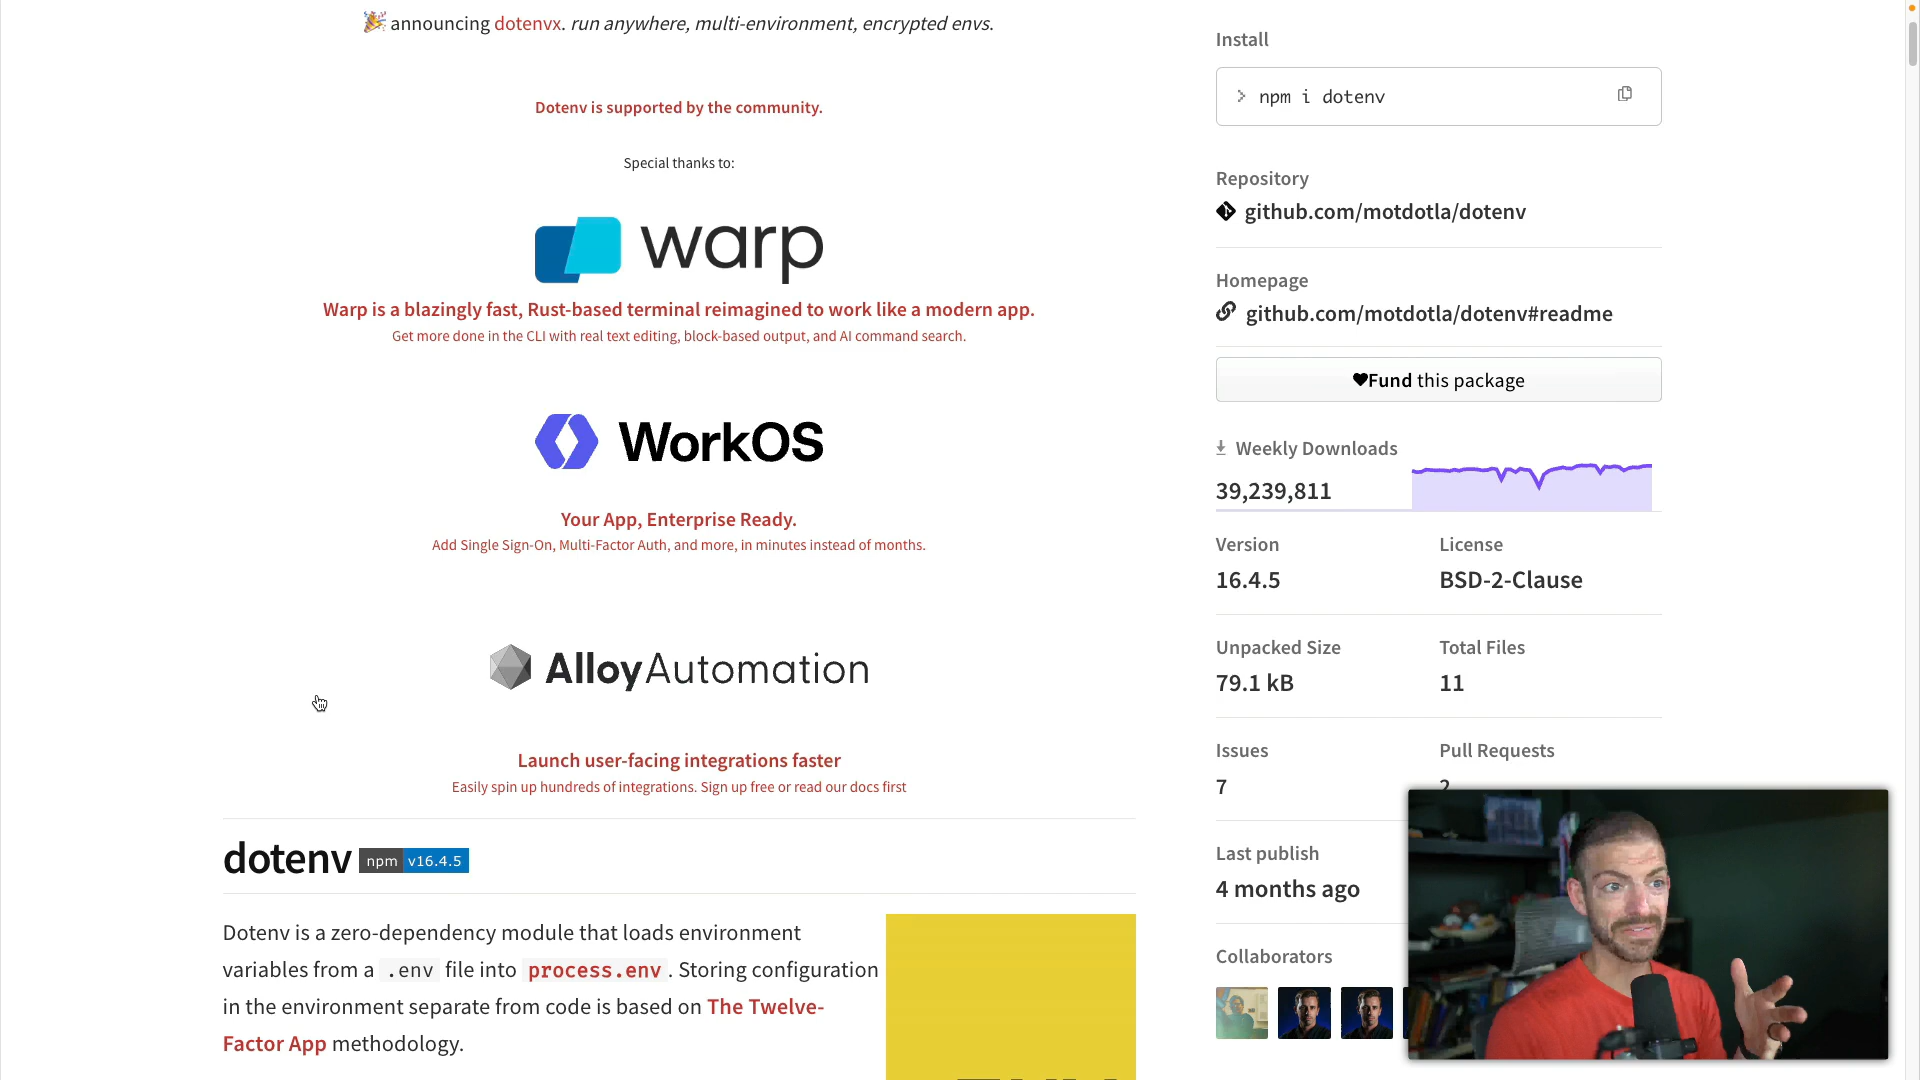 🎉 announcing dotenvx. run anywhere, multi-environment, encrypted envs.
Dotenv is supported by the community.
Special thanks to:
warp
Warp is a blazingly fast, Rust-based terminal reimagined to work like a modern app.
Get more done in the CLI with real text editing, block-based output, and AI command search.
WorkOS
Your App, Enterprise Ready.
Add Single Sign-On, Multi-Factor Auth, and more, in minutes instead of months.
AlloyAutomation
Launch user-facing integrations faster
Easily spin up hundreds of integrations. Sign up free or read our docs first
dotenv npm v16.4.5
Dotenv is a zero-dependency module that loads environment
variables from a .env file into process.env. Storing configuration
in the environment separate from code is based on The Twelve-
Factor App methodology.
Install
> npm i dotenv
Repository
github.com/motdotla/dotenv
Homepage
github.com/motdotla/dotenv#readme
♥Fund this package
Weekly Downloads
39,239,811
Version License
16.4.5 BSD-2-Clause
Unpacked Size Total Files
79.1 kB 11
Issues Pull Requests
7 2
Last publish
4 months ago
Collaborators